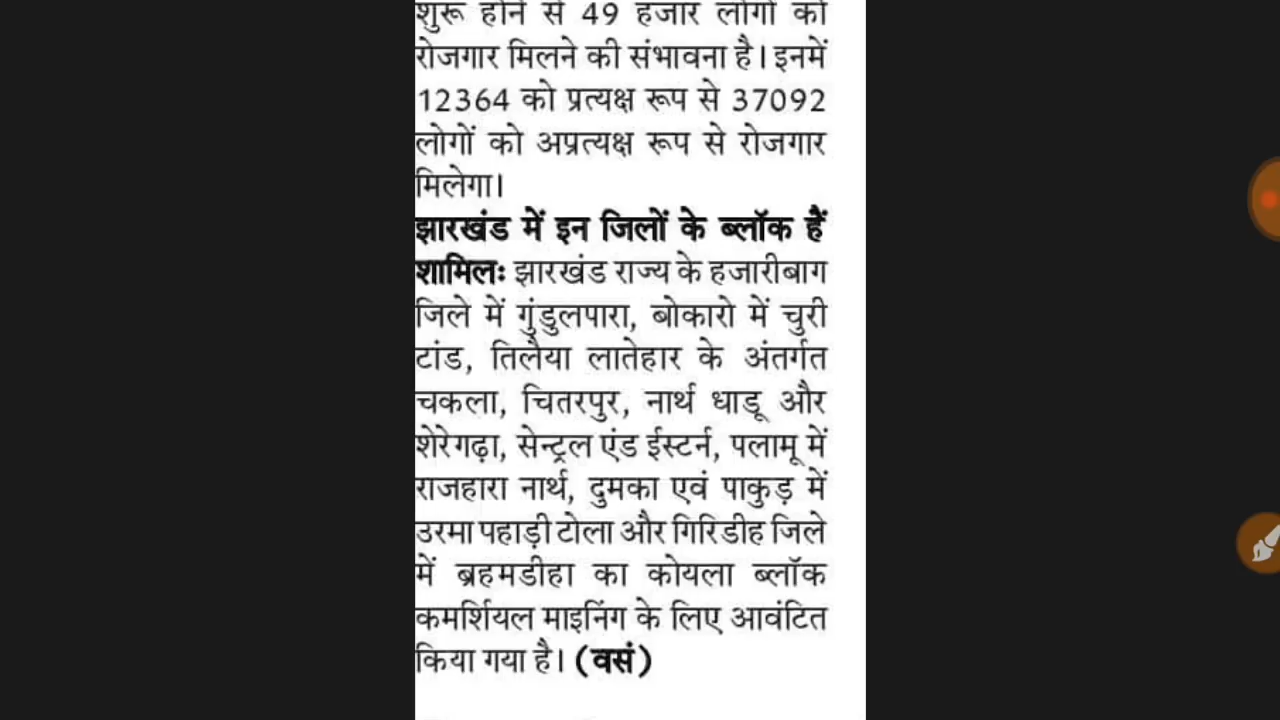 शुरू होने से 49 हजार लोगों को
रोजगार मिलने की संभावना है। इनमें
12364 को प्रत्यक्ष रूप से 37092
लोगों को अप्रत्यक्ष रूप से रोजगार
मिलेगा।
झारखंड में इन जिलों के ब्लॉक हैं
शामिलः झारखंड राज्य के हजारीबाग
जिले में गुंडुलपारा, बोकारो में चुरी
टांड, तिलैया लातेहार के अंतर्गत
चकला, चितरपुर, नार्थ धाडू और
शेरेगढ़ा, सेन्ट्रल एंड ईस्टर्न, पलामू में
राजहारा नार्थ, दुमका एवं पाकुड़ में
उरमा पहाड़ी टोला और गिरिडीह जिले
में ब्रहमडीहा का कोयला ब्लॉक
कमर्शियल माइनिंग के लिए आवंटित
किया गया है। (वसं)